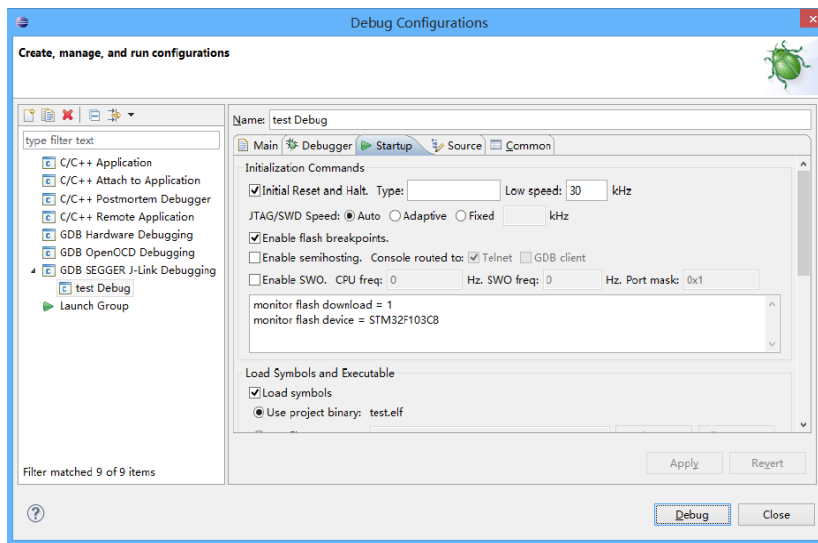 Debug Configurations
Create, manage, and run configurations
type filter text
C/C++ Application
C/C++ Attach to Application
C/C++ Postmortem Debugger
C/C++ Remote Application
GDB Hardware Debugging
GDB OpenOCD Debugging
GDB SEGGER J-Link Debugging
test Debug
Launch Group
Filter matched 9 of 9 items
Name: test Debug
Main Debugger Startup Source Common
Initialization Commands
Initial Reset and Halt. Type: Low speed: 30 kHz
JTAG/SWD Speed: Auto Adaptive Fixed kHz
Enable flash breakpoints.
Enable semihosting. Console routed to: Telnet GDB client
Enable SWO. CPU freq: 0 Hz. SWO freq: 0 Hz. Port mask: 0x1
monitor flash download = 1
monitor flash device = STM32F103C8
Load Symbols and Executable
Load symbols
Use project binary: test.elf
Apply Revert
Debug Close